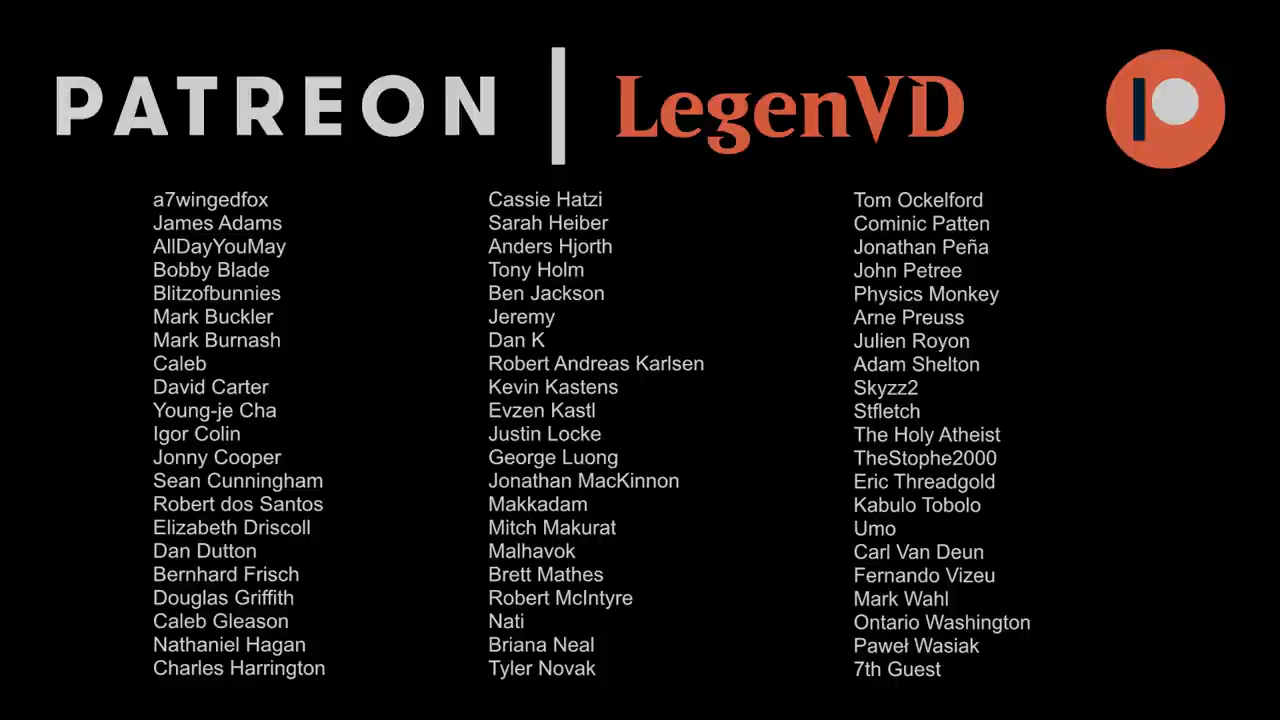 PATREON | LegenVD
a7wingedfox
James Adams
AllDayYouMay
Bobby Blade
Blitzofbunnies
Mark Buckler
Mark Burnash
Caleb
David Carter
Young-je Cha
Igor Colin
Jonny Cooper
Sean Cunningham
Robert dos Santos
Elizabeth Driscoll
Dan Dutton
Bernhard Frisch
Douglas Griffith
Caleb Gleason
Nathaniel Hagan
Charles Harrington
Cassie Hatzi
Sarah Heiber
Anders Hjorth
Tony Holm
Ben Jackson
Jeremy
Dan K
Robert Andreas Karlsen
Kevin Kastens
Evzen Kastl
Justin Locke
George Luong
Jonathan MacKinnon
Makkadam
Mitch Makurat
Malhavok
Brett Mathes
Robert McIntyre
Nati
Briana Neal
Tyler Novak
Tom Ockelford
Cominic Patten
Jonathan Peña
John Petree
Physics Monkey
Arne Preuss
Julien Royon
Adam Shelton
Skyzz2
Stfletch
The Holy Atheist
TheStophe2000
Eric Threadgold
Kabulo Tobolo
Umo
Carl Van Deun
Fernando Vizeu
Mark Wahl
Ontario Washington
Paweł Wasiak
7th Guest